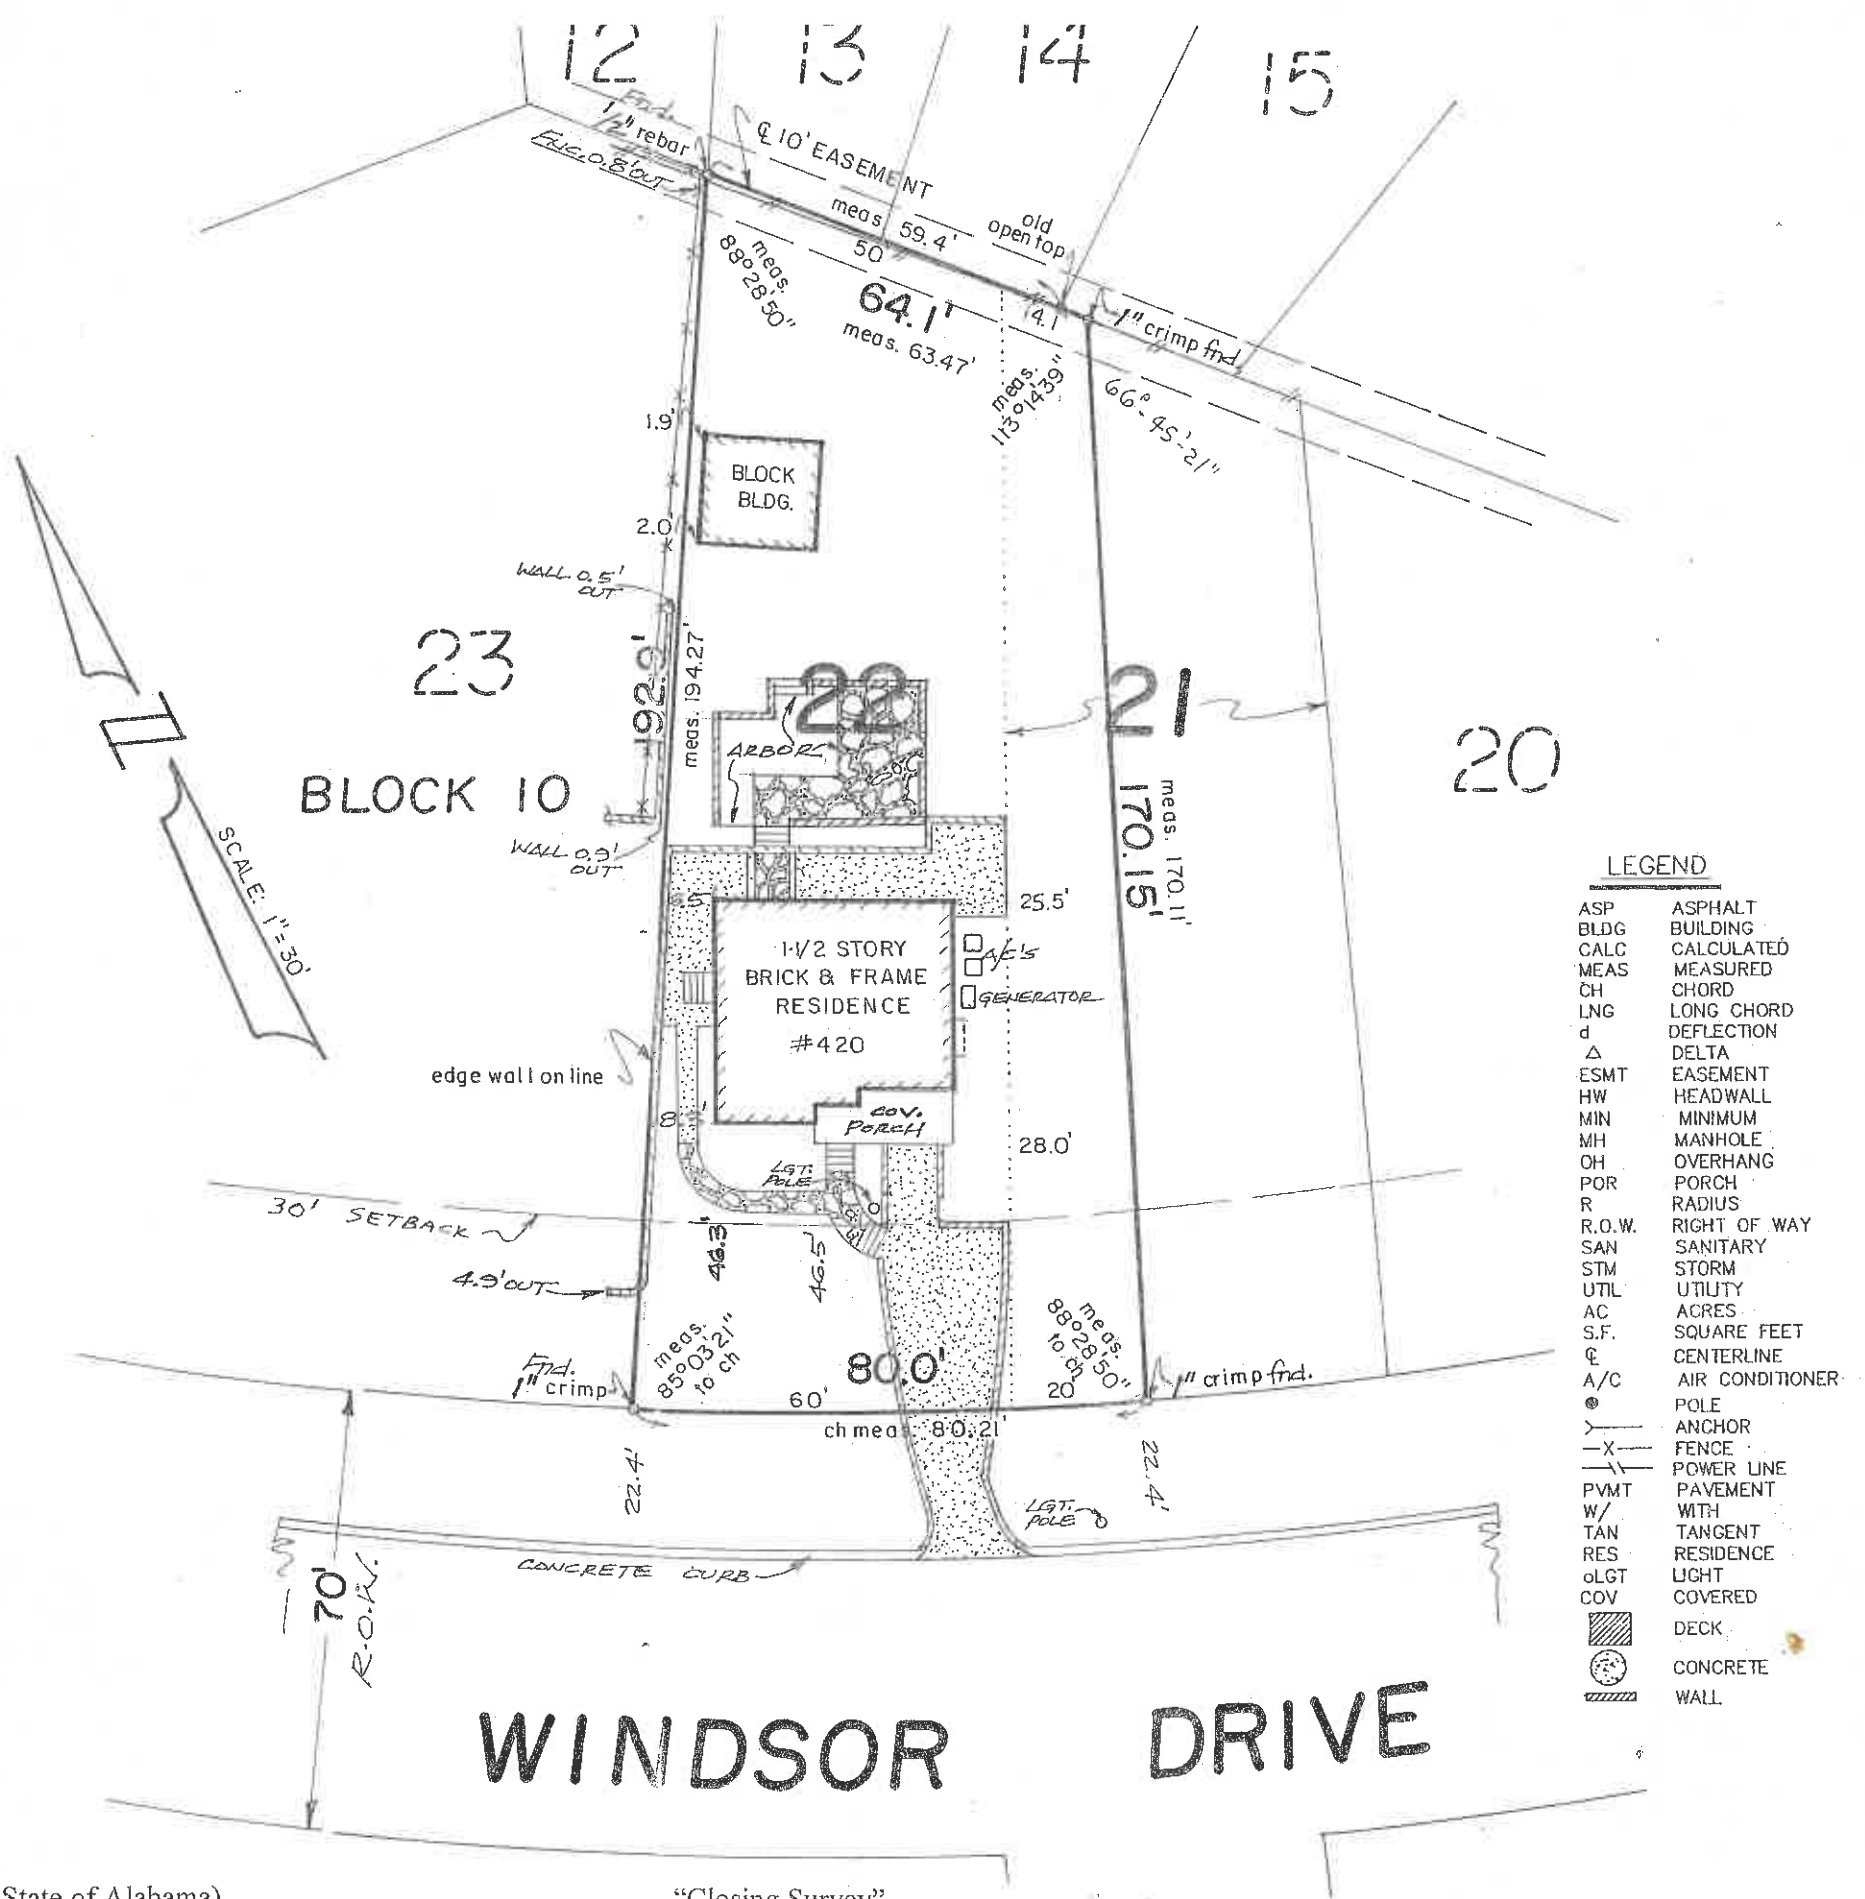 12
13
14
15
Fnd.
1/2" rebar
Fnc. 0.8' OUT
℄ 10' EASEMENT
meas. 59.4'
old
open top
50
64.1'
meas. 63.47'
14.1
1" crimp fnd
meas.
88°28'50"
meas.
113°14'39"
66°-45'-21"
1.9'
BLOCK
BLDG.
2.0'
WALL 0.5'
OUT
23
192.9'
meas. 194.27'
22
21
20
ARBORS
BLOCK 10
SCALE: 1"=30'
WALL 0.9'
OUT
170.15'
meas. 170.11'
25.5'
1-1/2 STORY
BRICK & FRAME
RESIDENCE
#420
A/C'S
GENERATOR
edge wall on line
COV.
PORCH
28.0'
LGT.
POLE
30' SETBACK
46.3'
46.5'
4.9' OUT
meas.
85°03'21"
to ch
meas.
88°28'50"
to ch
Fnd.
1" crimp
80.0'
60'
20'
1" crimp fnd.
ch meas. 80.21'
22.4'
22.4'
LGT.
POLE
CONCRETE CURB
70'
R.O.W.
WINDSOR DRIVE
LEGEND
ASP ASPHALT
BLDG BUILDING
CALC CALCULATED
MEAS MEASURED
CH CHORD
LNG LONG CHORD
d DEFLECTION
Δ DELTA
ESMT EASEMENT
HW HEADWALL
MIN MINIMUM
MH MANHOLE
OH OVERHANG
POR PORCH
R RADIUS
R.O.W. RIGHT OF WAY
SAN SANITARY
STM STORM
UTIL UTILITY
AC ACRES
S.F. SQUARE FEET
℄ CENTERLINE
A/C AIR CONDITIONER
POLE
ANCHOR
—X— FENCE
POWER LINE
PVMT PAVEMENT
W/ WITH
TAN TANGENT
RES RESIDENCE
oLGT LIGHT
COV COVERED
DECK
CONCRETE
WALL
State of Alabama)
"Closing Survey"